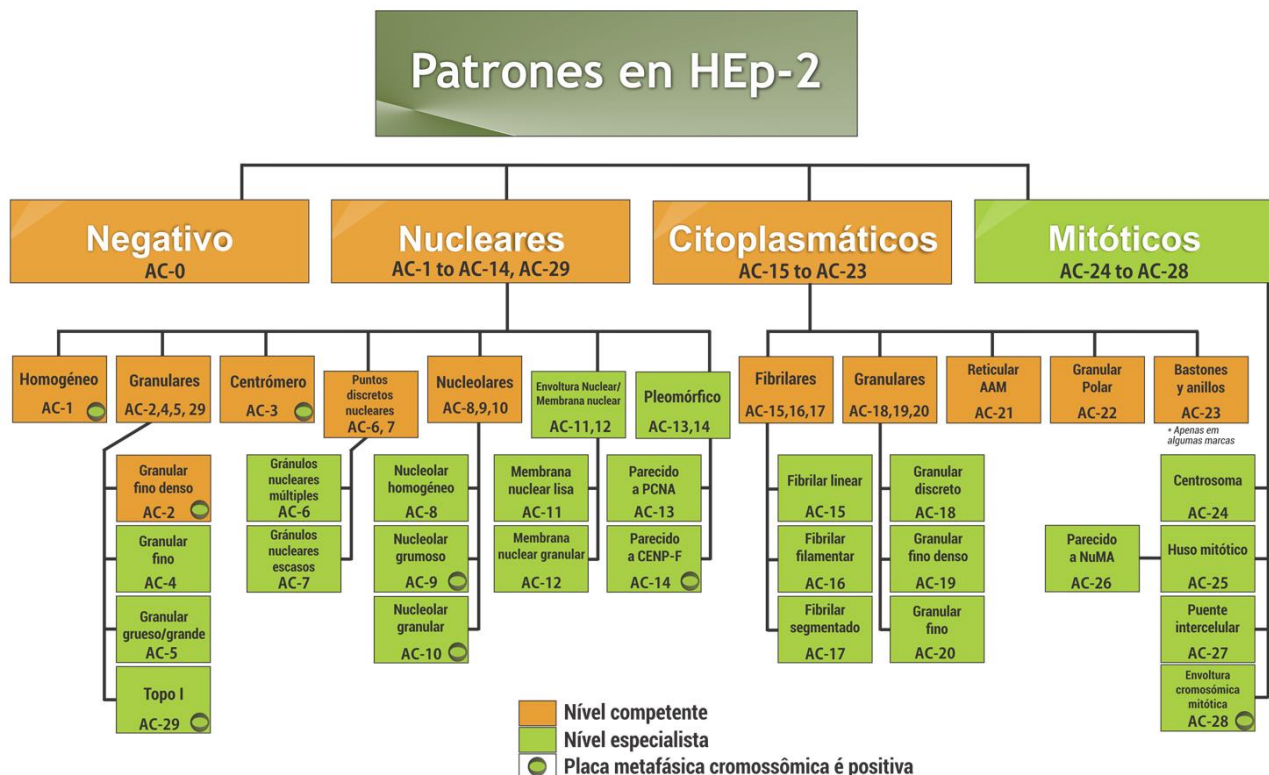 Patrones en HEp-2
Negativo
AC-0
Nucleares
AC-1 to AC-14, AC-29
Citoplasmáticos
AC-15 to AC-23
Mitóticos
AC-24 to AC-28
Homogéneo
AC-1
Granulares
AC-2,4,5, 29
Centrómero
AC-3
Puntos
discretos
nucleares
AC-6, 7
Nucleolares
AC-8,9,10
Envoltura Nuclear/
Membrana nuclear
AC-11,12
Pleomórfico
AC-13,14
Fibrilares
AC-15,16,17
Granulares
AC-18,19,20
Reticular
AAM
AC-21
Granular
Polar
AC-22
Bastones
y anillos
AC-23
* Apenas em
algumas marcas
Granular
fino denso
AC-2
Granular
fino
AC-4
Granular
grueso/grande
AC-5
Topo I
AC-29
Gránulos
nucleares
múltiples
AC-6
Gránulos
nucleares
escasos
AC-7
Nucleolar
homogéneo
AC-8
Nucleolar
grumoso
AC-9
Nucleolar
granular
AC-10
Membrana
nuclear lisa
AC-11
Membrana
nuclear granular
AC-12
Parecido
a PCNA
AC-13
Parecido
a CENP-F
AC-14
Fibrilar linear
AC-15
Fibrilar
filamentar
AC-16
Fibrilar
segmentado
AC-17
Granular
discreto
AC-18
Granular
fino denso
AC-19
Granular
fino
AC-20
Centrosoma
AC-24
Parecido
a NuMA
AC-26
Huso mitótico
AC-25
Puente
intercelular
AC-27
Envoltura
cromosómica
mitótica
AC-28
Nível competente
Nível especialista
Placa metafásica cromossômica é positiva